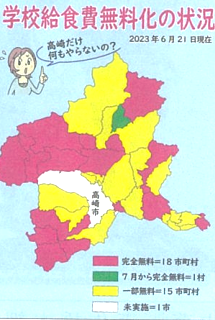 学校給食費無料化の状況
2023年6月21日現在
高崎だけ
何もやらないの？
高崎市
完全無料=18市町村
7月から完全無料=1村
一部無料=15市町村
未実施=1市